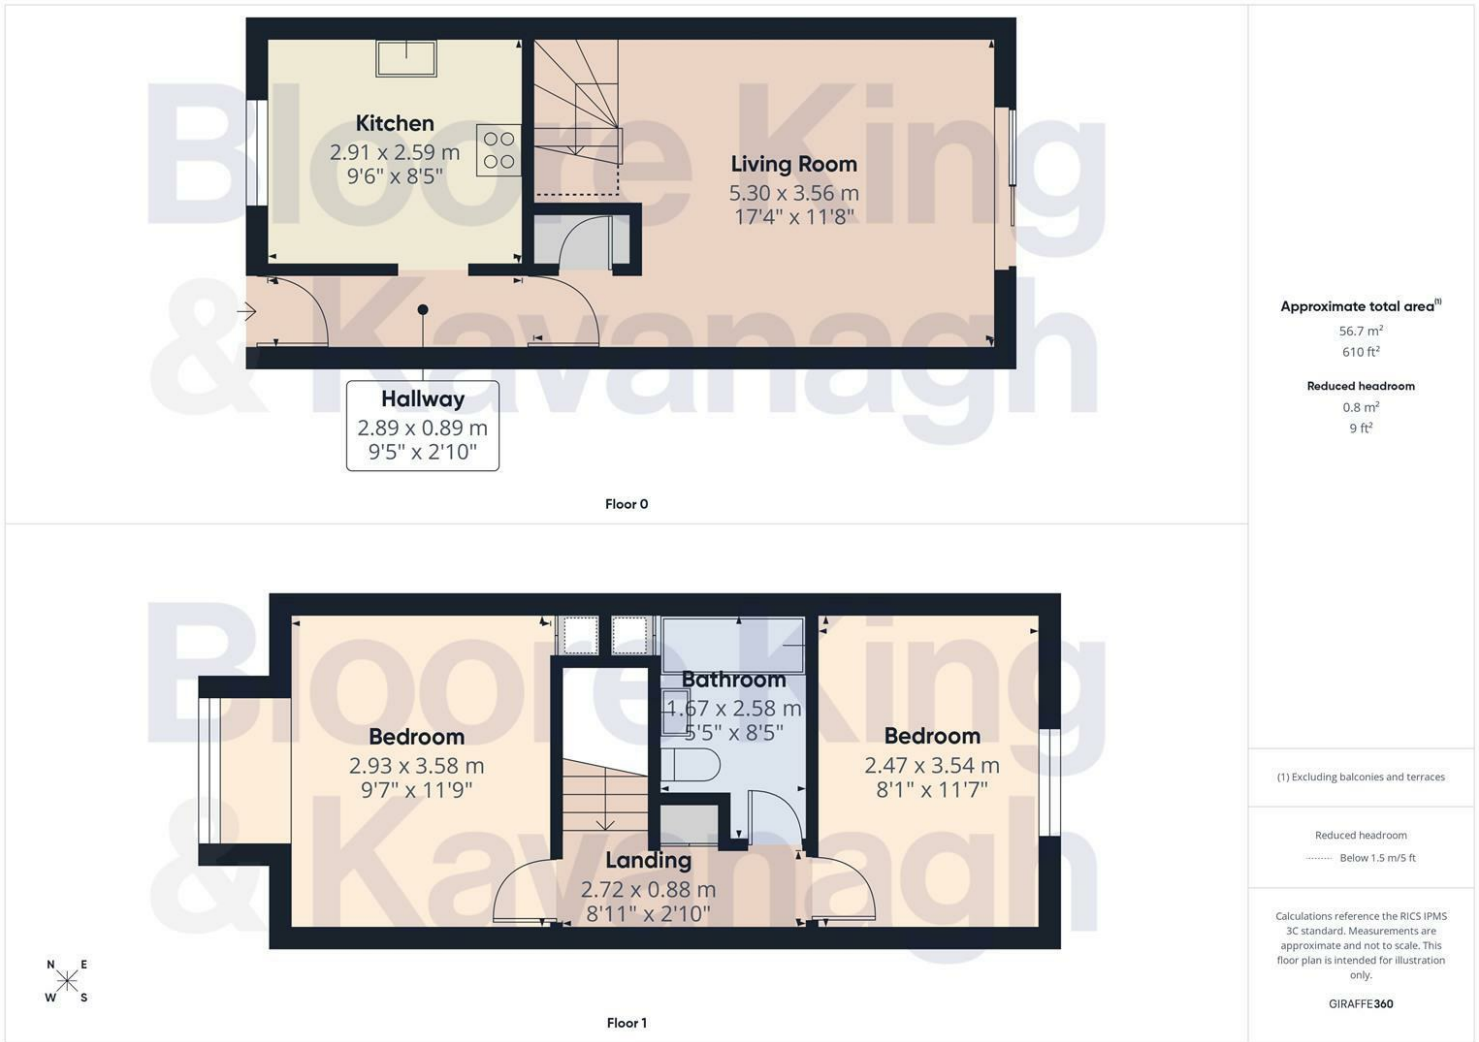 Bloore King
& Kavanagh
Kitchen
2.91 x 2.59 m
9'6" x 8'5"
Living Room
5.30 x 3.56 m
17'4" x 11'8"
Hallway
2.89 x 0.89 m
9'5" x 2'10"
Floor 0
Bloore King
& Kavanagh
Bedroom
2.93 x 3.58 m
9'7" x 11'9"
Bathroom
1.67 x 2.58 m
5'5" x 8'5"
Bedroom
2.47 x 3.54 m
8'1" x 11'7"
Landing
2.72 x 0.88 m
8'11" x 2'10"
N E
W S
Floor 1
Approximate total area(1)
56.7 m²
610 ft²
Reduced headroom
0.8 m²
9 ft²
(1) Excluding balconies and terraces
Reduced headroom
Below 1.5 m/5 ft
Calculations reference the RICS IPMS
3C standard. Measurements are
approximate and not to scale. This
floor plan is intended for illustration
only.
GIRAFFE360